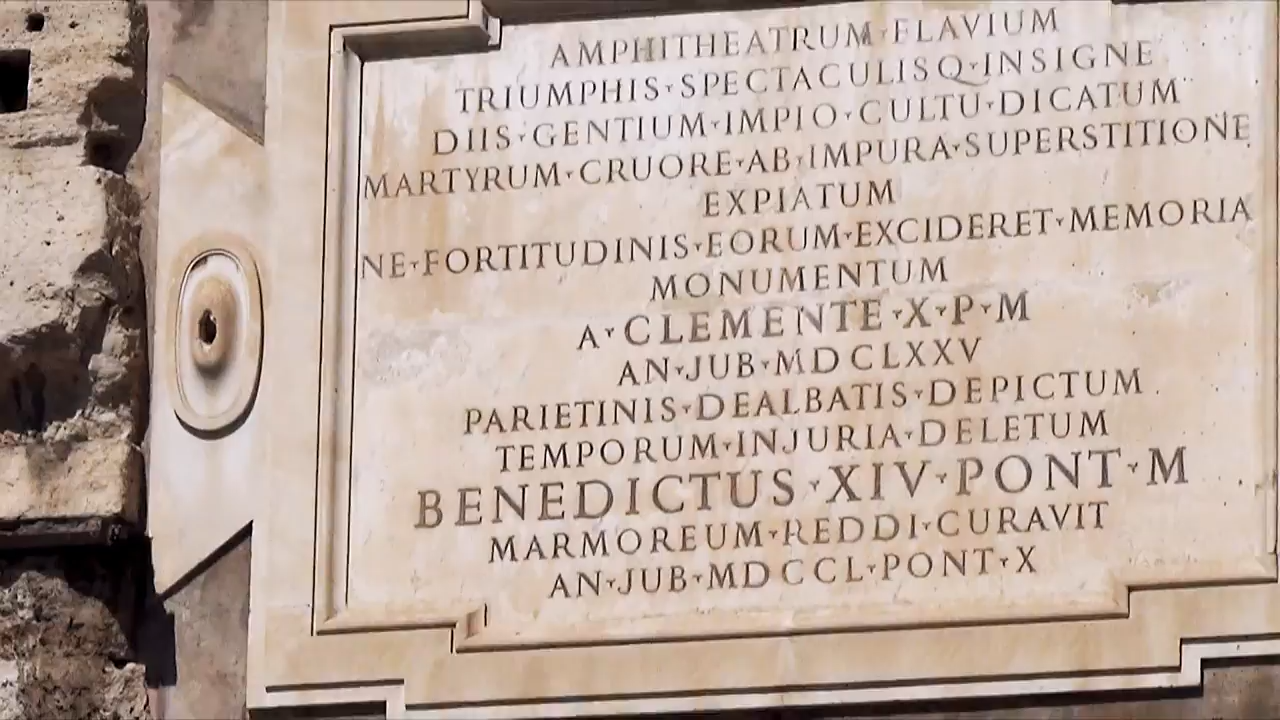 AMPHITHEATRUM·FLAVIUM
TRIUMPHIS·SPECTACULISQ·INSIGNE
DIIS·GENTIUM·IMPIO·CULTU·DICATUM
MARTYRUM·CRUORE·AB·IMPURA·SUPERSTITIONE
EXPIATUM
NE·FORTITUDINIS·EORUM·EXCIDERET·MEMORIA
MONUMENTUM
A·CLEMENTE·X·P·M
AN·JUB·MDCLXXV
PARIETINIS·DEALBATIS·DEPICTUM
TEMPORUM·INJURIA·DELETUM
BENEDICTUS·XIV·PONT·M
MARMOREUM·REDDI·CURAVIT
AN·JUB·MDCCL·PONT·X